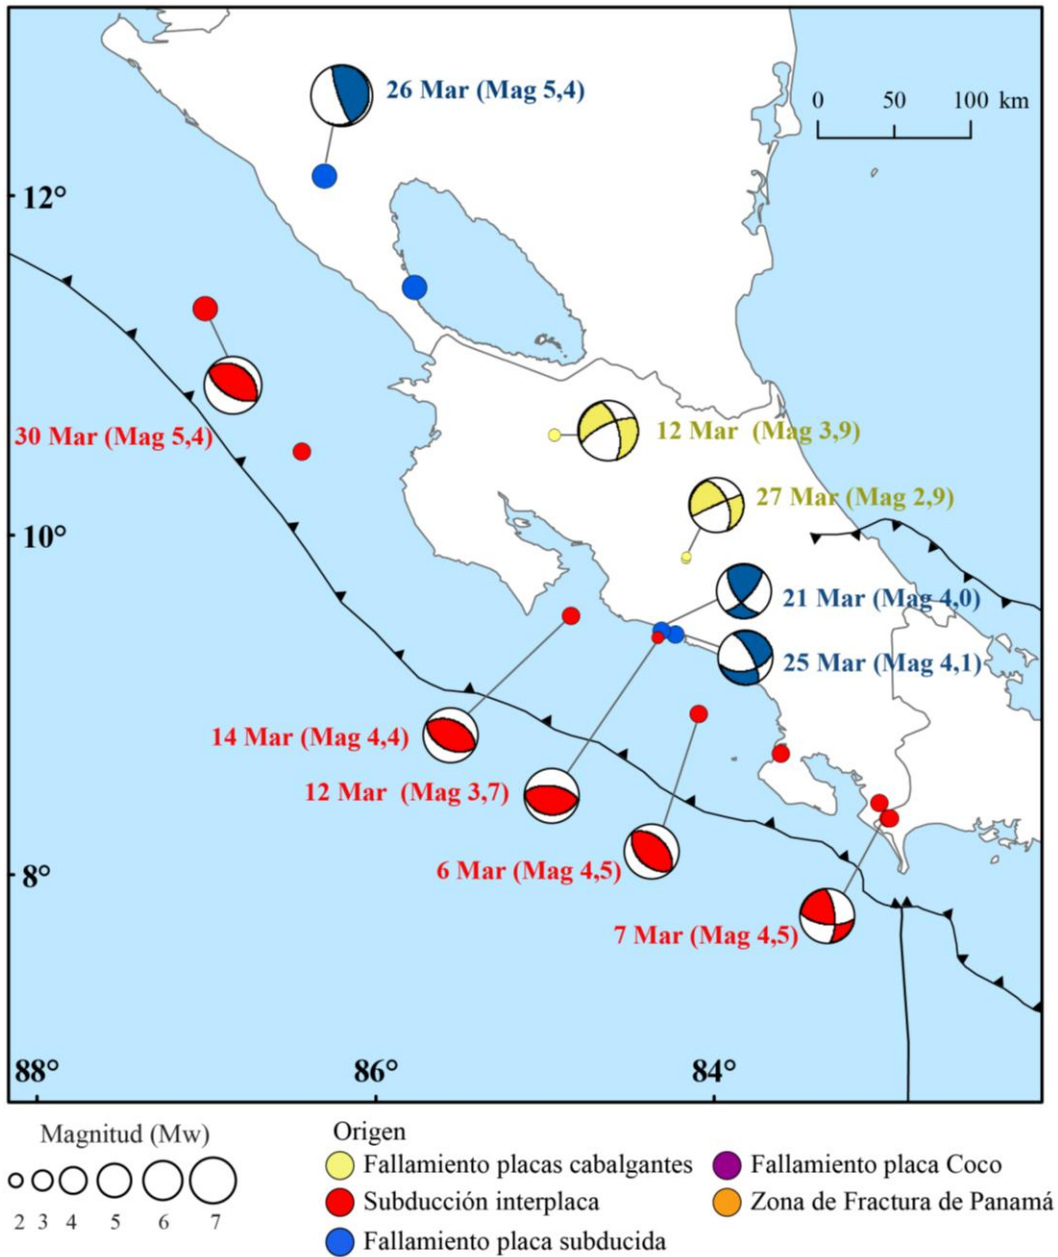 26 Mar (Mag 5,4)
0 50 100 km
12°
30 Mar (Mag 5,4)
12 Mar (Mag 3,9)
27 Mar (Mag 2,9)
10°
21 Mar (Mag 4,0)
25 Mar (Mag 4,1)
14 Mar (Mag 4,4)
12 Mar (Mag 3,7)
6 Mar (Mag 4,5)
8°
7 Mar (Mag 4,5)
88° 86° 84°
Magnitud (Mw)
2 3 4 5 6 7
Origen
Fallamiento placas cabalgantes
Subducción interplaca
Fallamiento placa subducida
Fallamiento placa Coco
Zona de Fractura de Panamá